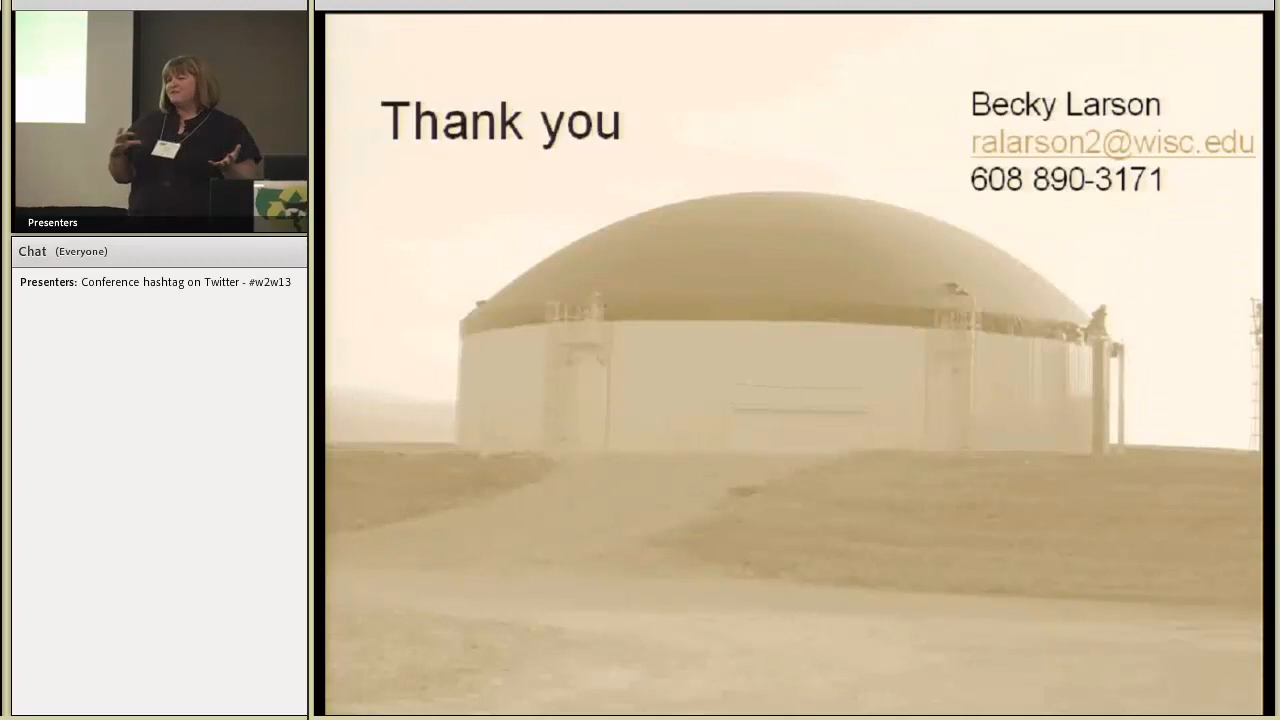 Presenters
Chat (Everyone)
Presenters: Conference hashtag on Twitter - #w2w13
Thank you
Becky Larson
ralarson2@wisc.edu
608 890-3171